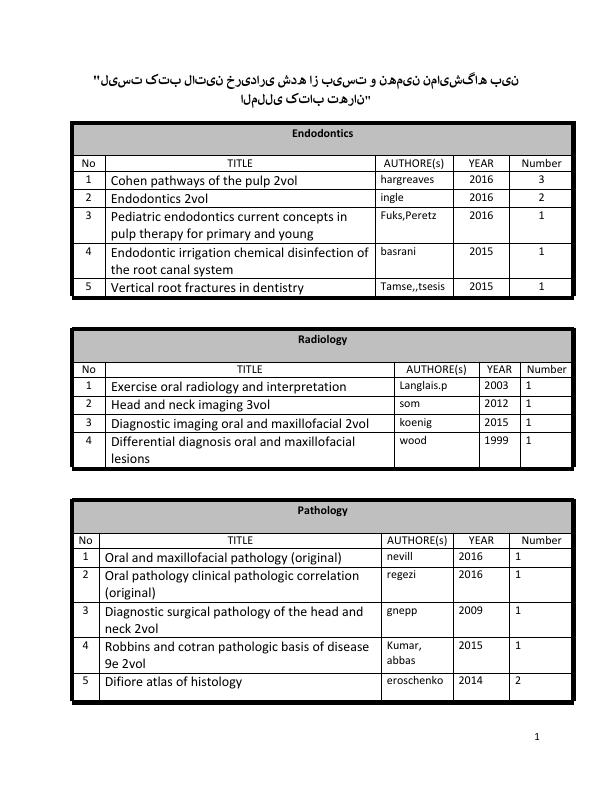 "لیست کتب لاتین خریداری شده از بیست و نهمین نمایشگاه بین
المللی کتاب تهران"
Endodontics
No TITLE AUTHORE(s) YEAR Number
1 Cohen pathways of the pulp 2vol hargreaves 2016 3
2 Endodontics 2vol ingle 2016 2
3 Pediatric endodontics current concepts in Fuks,Peretz 2016 1
pulp therapy for primary and young
4 Endodontic irrigation chemical disinfection of basrani 2015 1
the root canal system
5 Vertical root fractures in dentistry Tamse,,tsesis 2015 1
Radiology
No TITLE AUTHORE(s) YEAR Number
1 Exercise oral radiology and interpretation Langlais.p 2003 1
2 Head and neck imaging 3vol som 2012 1
3 Diagnostic imaging oral and maxillofacial 2vol koenig 2015 1
4 Differential diagnosis oral and maxillofacial wood 1999 1
lesions
Pathology
No TITLE AUTHORE(s) YEAR Number
1 Oral and maxillofacial pathology (original) nevill 2016 1
2 Oral pathology clinical pathologic correlation regezi 2016 1
(original)
3 Diagnostic surgical pathology of the head and gnepp 2009 1
neck 2vol
4 Robbins and cotran pathologic basis of disease Kumar, 2015 1
9e 2vol abbas
5 Difiore atlas of histology eroschenko 2014 2
1